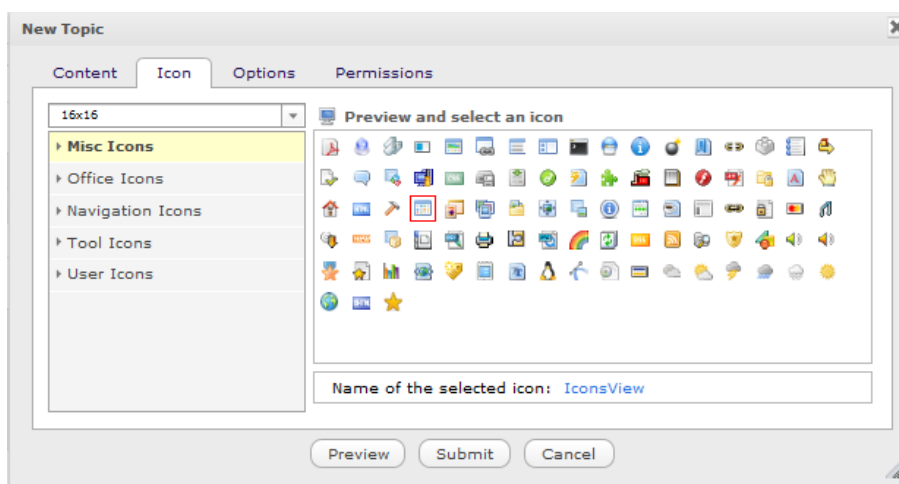 New Topic
Content Icon Options Permissions
16x16 Preview and select an icon
Misc Icons
Office Icons
Navigation Icons
Tool Icons
User Icons
Name of the selected icon: IconsView
Preview Submit Cancel